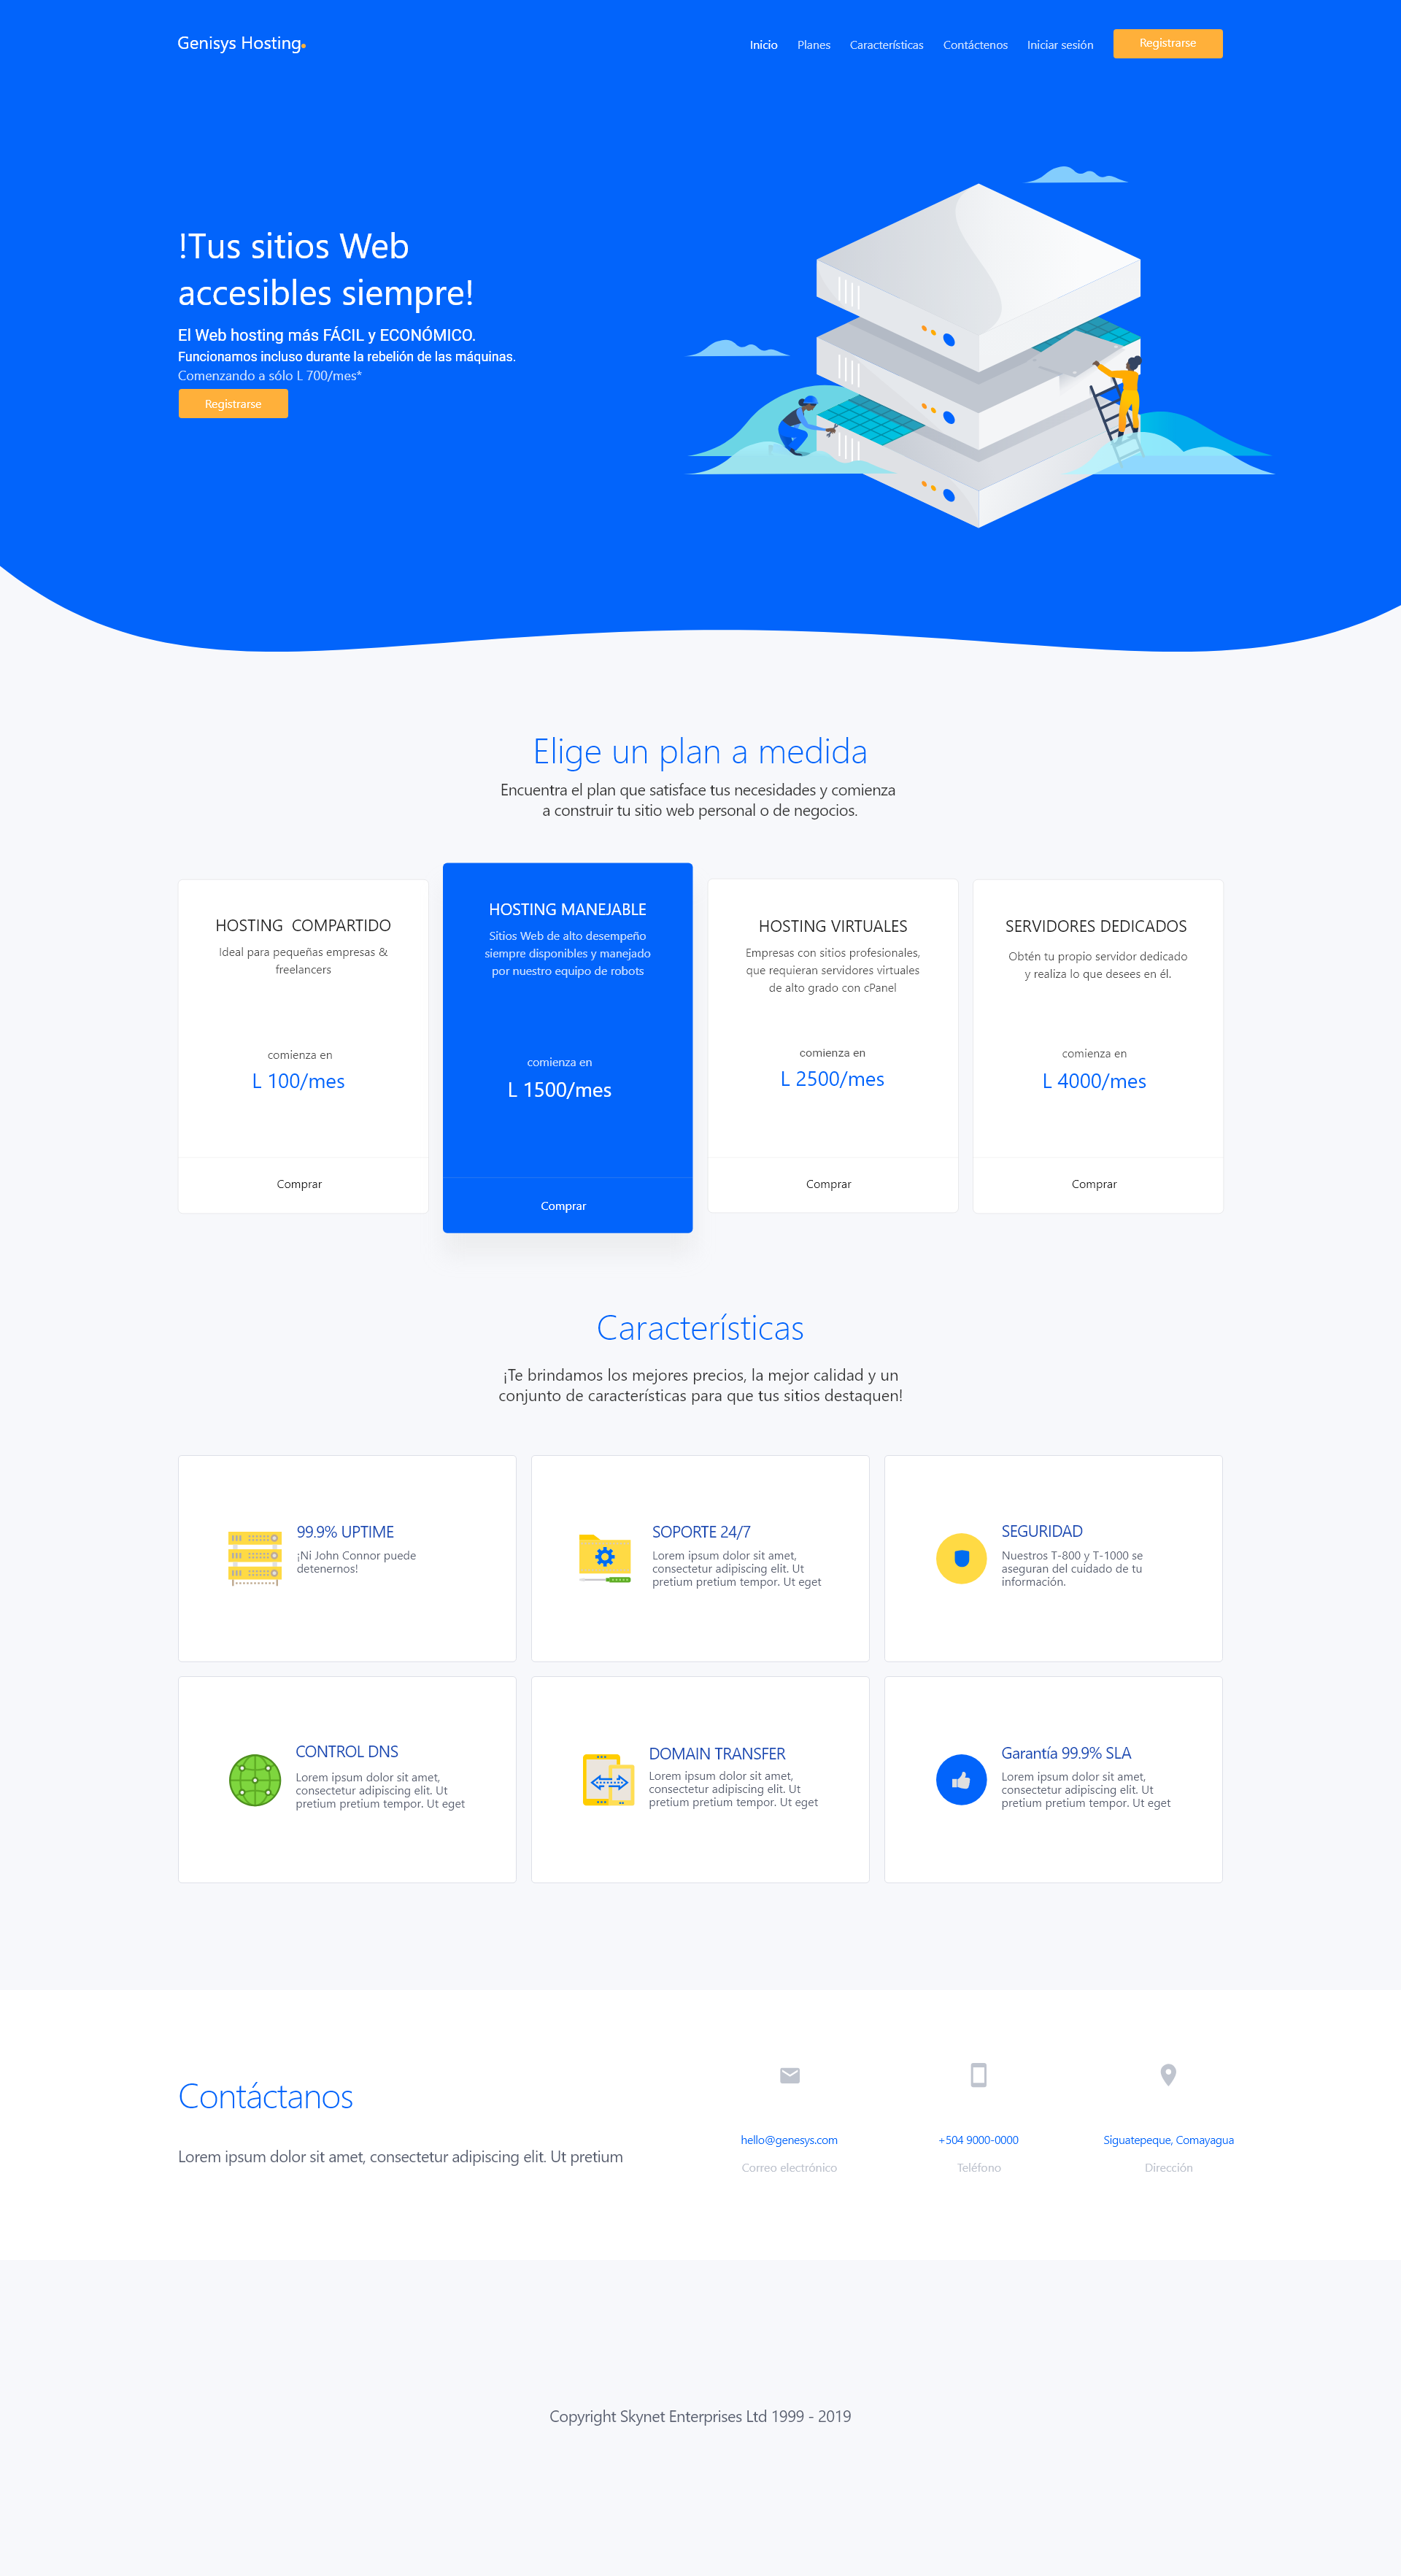 Genisys Hosting
Inicio Planes Características Contáctenos Iniciar sesión Registrarse
!Tus sitios Web
accesibles siempre!
El Web hosting más FÁCIL y ECONÓMICO.
Funcionamos incluso durante la rebelión de las máquinas.
Comenzando a sólo L 700/mes*
Registrarse
Elige un plan a medida
Encuentra el plan que satisface tus necesidades y comienza
a construir tu sitio web personal o de negocios.
HOSTING COMPARTIDO
Ideal para pequeñas empresas &
freelancers
comienza en
L 100/mes
Comprar
HOSTING MANEJABLE
Sitios Web de alto desempeño
siempre disponibles y manejado
por nuestro equipo de robots
comienza en
L 1500/mes
Comprar
HOSTING VIRTUALES
Empresas con sitios profesionales,
que requieran servidores virtuales
de alto grado con cPanel
comienza en
L 2500/mes
Comprar
SERVIDORES DEDICADOS
Obtén tu propio servidor dedicado
y realiza lo que desees en él.
comienza en
L 4000/mes
Comprar
Características
¡Te brindamos los mejores precios, la mejor calidad y un
conjunto de características para que tus sitios destaquen!
99.9% UPTIME
¡Ni John Connor puede
detenernos!
SOPORTE 24/7
Lorem ipsum dolor sit amet,
consectetur adipiscing elit. Ut
pretium pretium tempor. Ut eget
SEGURIDAD
Nuestros T-800 y T-1000 se
aseguran del cuidado de tu
información.
CONTROL DNS
Lorem ipsum dolor sit amet,
consectetur adipiscing elit. Ut
pretium pretium tempor. Ut eget
DOMAIN TRANSFER
Lorem ipsum dolor sit amet,
consectetur adipiscing elit. Ut
pretium pretium tempor. Ut eget
Garantía 99.9% SLA
Lorem ipsum dolor sit amet,
consectetur adipiscing elit. Ut
pretium pretium tempor. Ut eget
Contáctanos
Lorem ipsum dolor sit amet, consectetur adipiscing elit. Ut pretium
hello@genesys.com
Correo electrónico
+504 9000-0000
Teléfono
Siguatepeque, Comayagua
Dirección
Copyright Skynet Enterprises Ltd 1999 - 2019